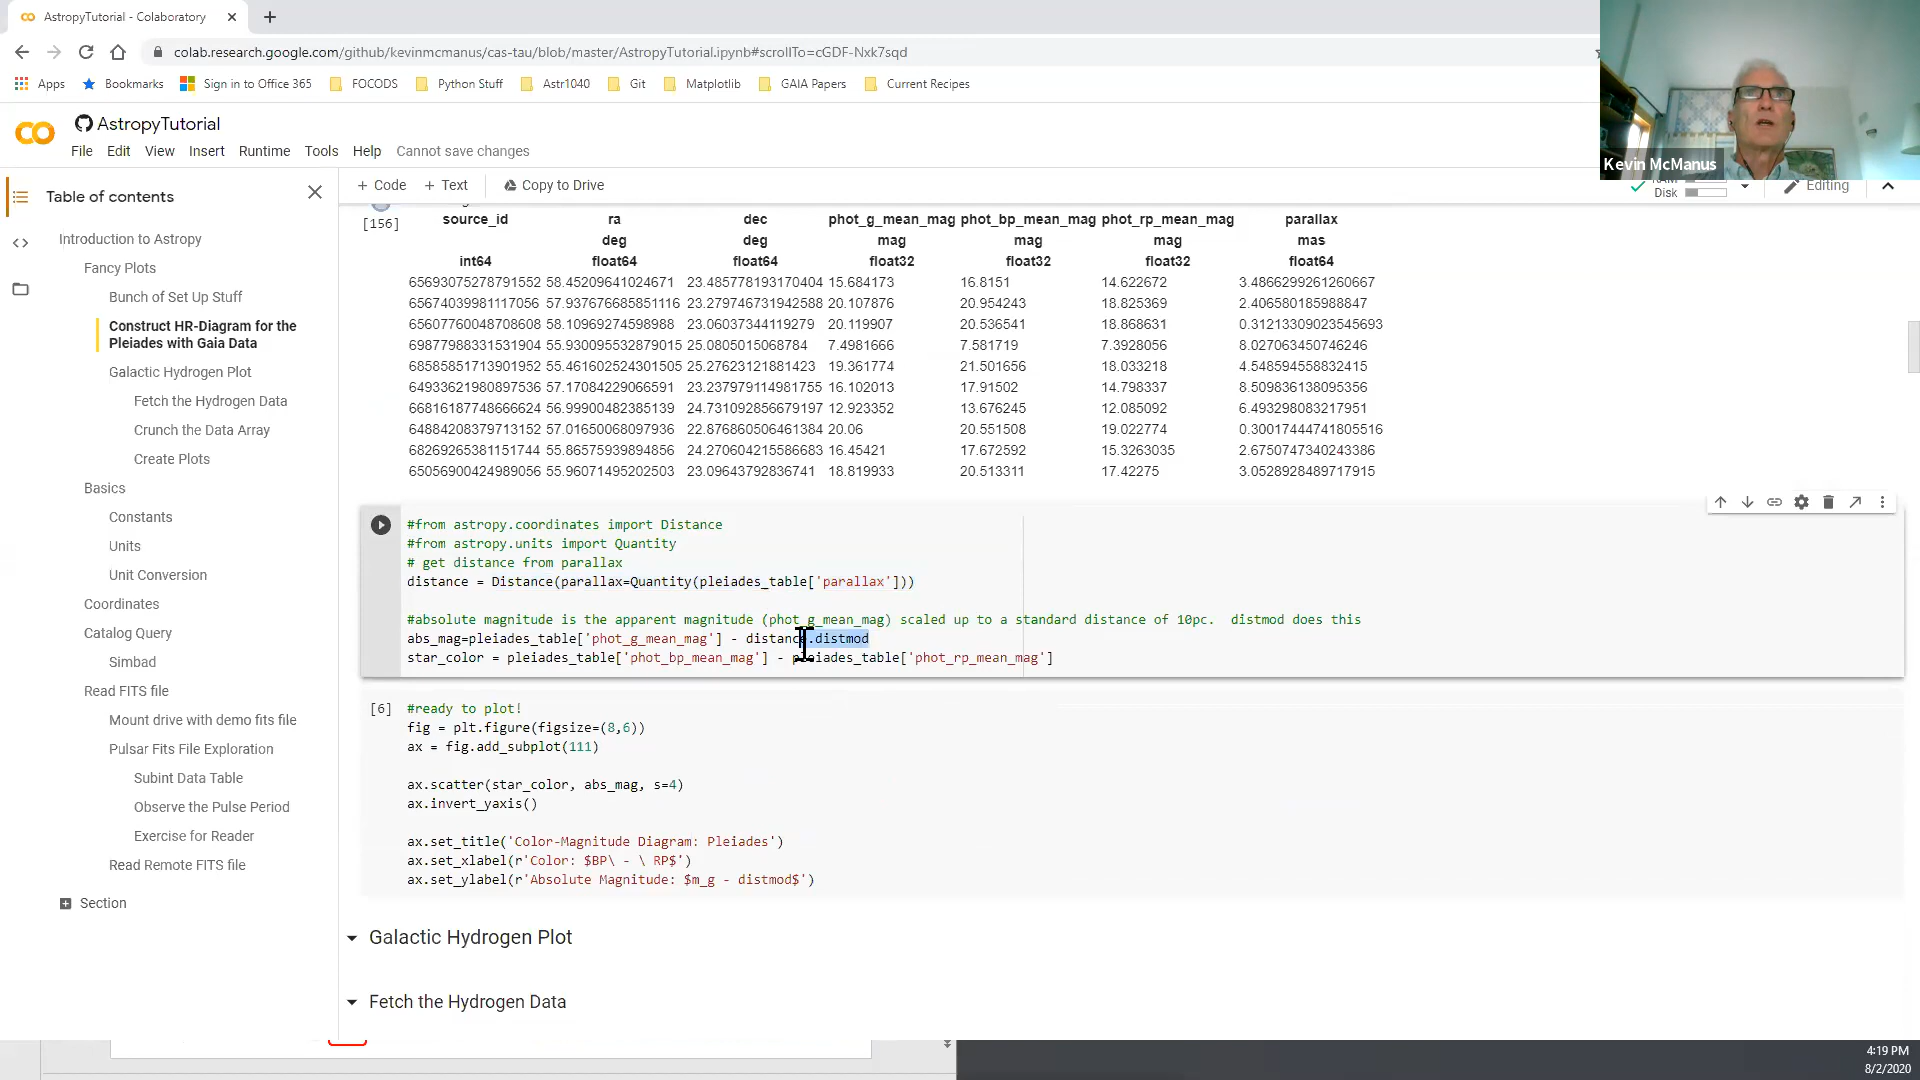 AstropyTutorial - Colaboratory
colab.research.google.com/github/kevinmcmanus/cas-tau/blob/master/AstropyTutorial.ipynb#scrollTo=cGDF-Nxk7sqd
Apps Bookmarks Sign in to Office 365 FOCODS Python Stuff Astr1040 Git Matplotlib GAIA Papers Current Recipes
AstropyTutorial
File Edit View Insert Runtime Tools Help Cannot save changes
Kevin McManus
+ Code + Text Copy to Drive
Disk
Editing
Table of contents
Introduction to Astropy
Fancy Plots
Bunch of Set Up Stuff
Construct HR-Diagram for the
Pleiades with Gaia Data
Galactic Hydrogen Plot
Fetch the Hydrogen Data
Crunch the Data Array
Create Plots
Basics
Constants
Units
Unit Conversion
Coordinates
Catalog Query
Simbad
Read FITS file
Mount drive with demo fits file
Pulsar Fits File Exploration
Subint Data Table
Observe the Pulse Period
Exercise for Reader
Read Remote FITS file
Section
[156] source_id ra dec phot_g_mean_mag phot_bp_mean_mag phot_rp_mean_mag parallax
deg deg mag mag mag mas
int64 float64 float64 float32 float32 float32 float64
65693075278791552 58.45209641024671 23.485778193170404 15.684173 16.8151 14.622672 3.4866299261260667
65674039981117056 57.937676685851116 23.279746731942588 20.107876 20.954243 18.825369 2.406580185988847
65607760048708608 58.10969274598988 23.06037344119279 20.119907 20.536541 18.868631 0.31213309023545693
69877988331531904 55.930095532879015 25.0805015068784 7.4981666 7.581719 7.3928056 8.027063450746246
68585851713901952 55.461602524301505 25.27623121881423 19.361774 21.501656 18.033218 4.548594558832415
64933621980897536 57.17084229066591 23.237979114981755 16.102013 17.91502 14.798337 8.509836138095356
66816187748666624 56.99900482385139 24.731092856679197 12.923352 13.676245 12.085092 6.493298083217951
64884208379713152 57.01650068097936 22.876860506461384 20.06 20.551508 19.022774 0.30017444741805516
68269265381151744 55.86575939894856 24.270604215586683 16.45421 17.672592 15.3263035 2.6750747340243386
65056900424989056 55.96071495202503 23.09643792836741 18.819933 20.513311 17.42275 3.0528928489717915
#from astropy.coordinates import Distance
#from astropy.units import Quantity
# get distance from parallax
distance = Distance(parallax=Quantity(pleiades_table['parallax']))
#absolute magnitude is the apparent magnitude (phot_g_mean_mag) scaled up to a standard distance of 10pc. distmod does this
abs_mag=pleiades_table['phot_g_mean_mag'] - distance.distmod
star_color = pleiades_table['phot_bp_mean_mag'] - pleiades_table['phot_rp_mean_mag']
[6] #ready to plot!
fig = plt.figure(figsize=(8,6))
ax = fig.add_subplot(111)
ax.scatter(star_color, abs_mag, s=4)
ax.invert_yaxis()
ax.set_title('Color-Magnitude Diagram: Pleiades')
ax.set_xlabel(r'Color: $BP\ - \ RP$')
ax.set_ylabel(r'Absolute Magnitude: $m_g - distmod$')
Galactic Hydrogen Plot
Fetch the Hydrogen Data
4:19 PM
8/2/2020